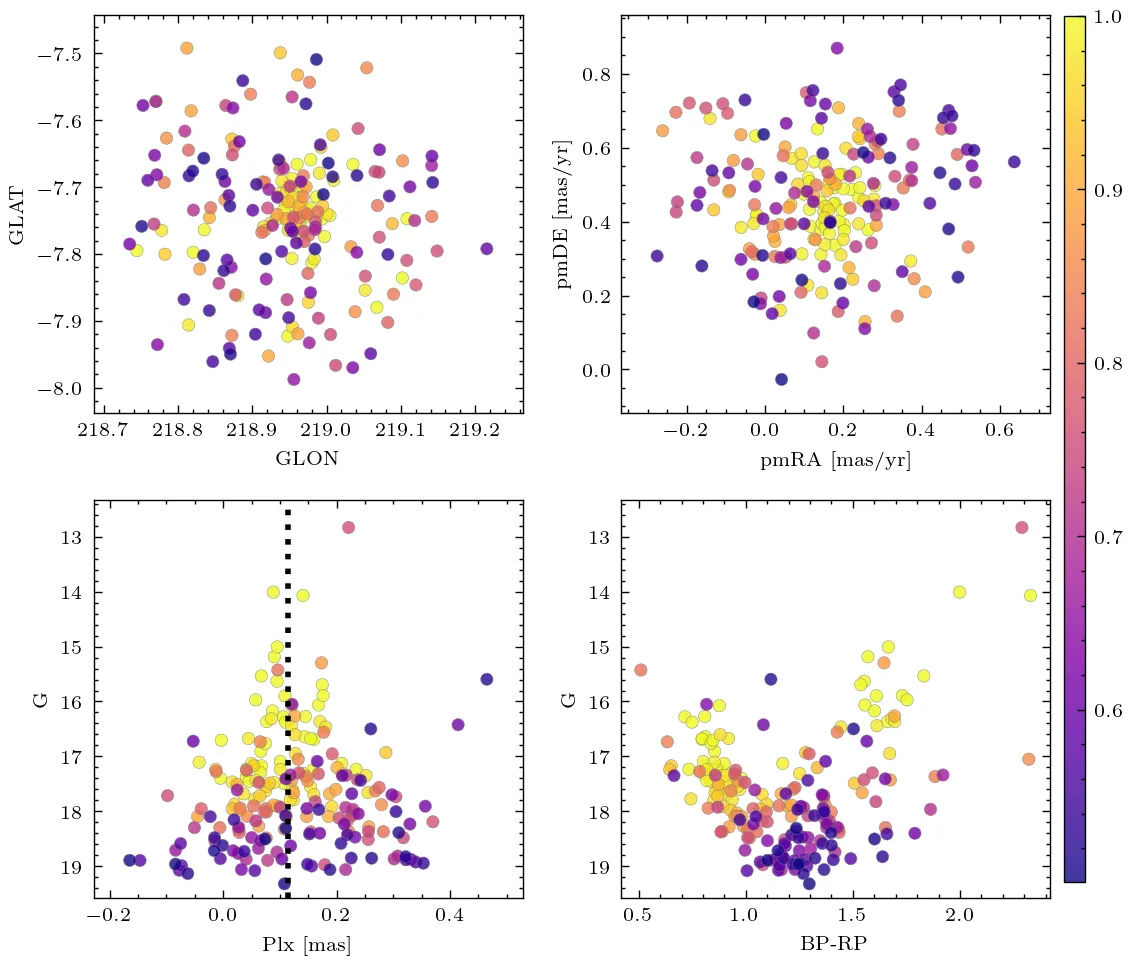 −7.5
−7.6
−7.7
−7.8
−7.9
−8.0
GLAT
218.7 218.8 218.9 219.0 219.1 219.2
GLON
0.8
0.6
0.4
0.2
0.0
pmDE [mas/yr]
−0.2 0.0 0.2 0.4 0.6
pmRA [mas/yr]
1.0
0.9
0.8
0.7
0.6
13
14
15
16
17
18
19
G
−0.2 0.0 0.2 0.4
Plx [mas]
13
14
15
16
17
18
19
G
0.5 1.0 1.5 2.0
BP-RP